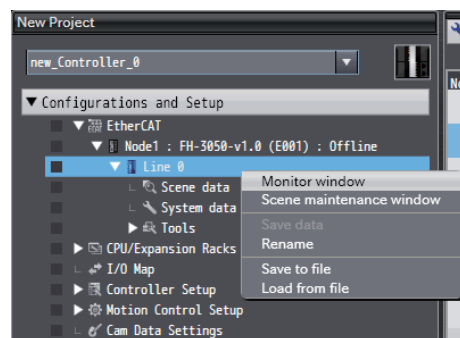 New Project
new_Controller_0
Configurations and Setup
EtherCAT
Node1 : FH-3050-v1.0 (E001) : Offline
Line 0
Scene data
System data
Tools
CPU/Expansion Racks
I/O Map
Controller Setup
Motion Control Setup
Cam Data Settings
Monitor window
Scene maintenance window
Save data
Rename
Save to file
Load from file